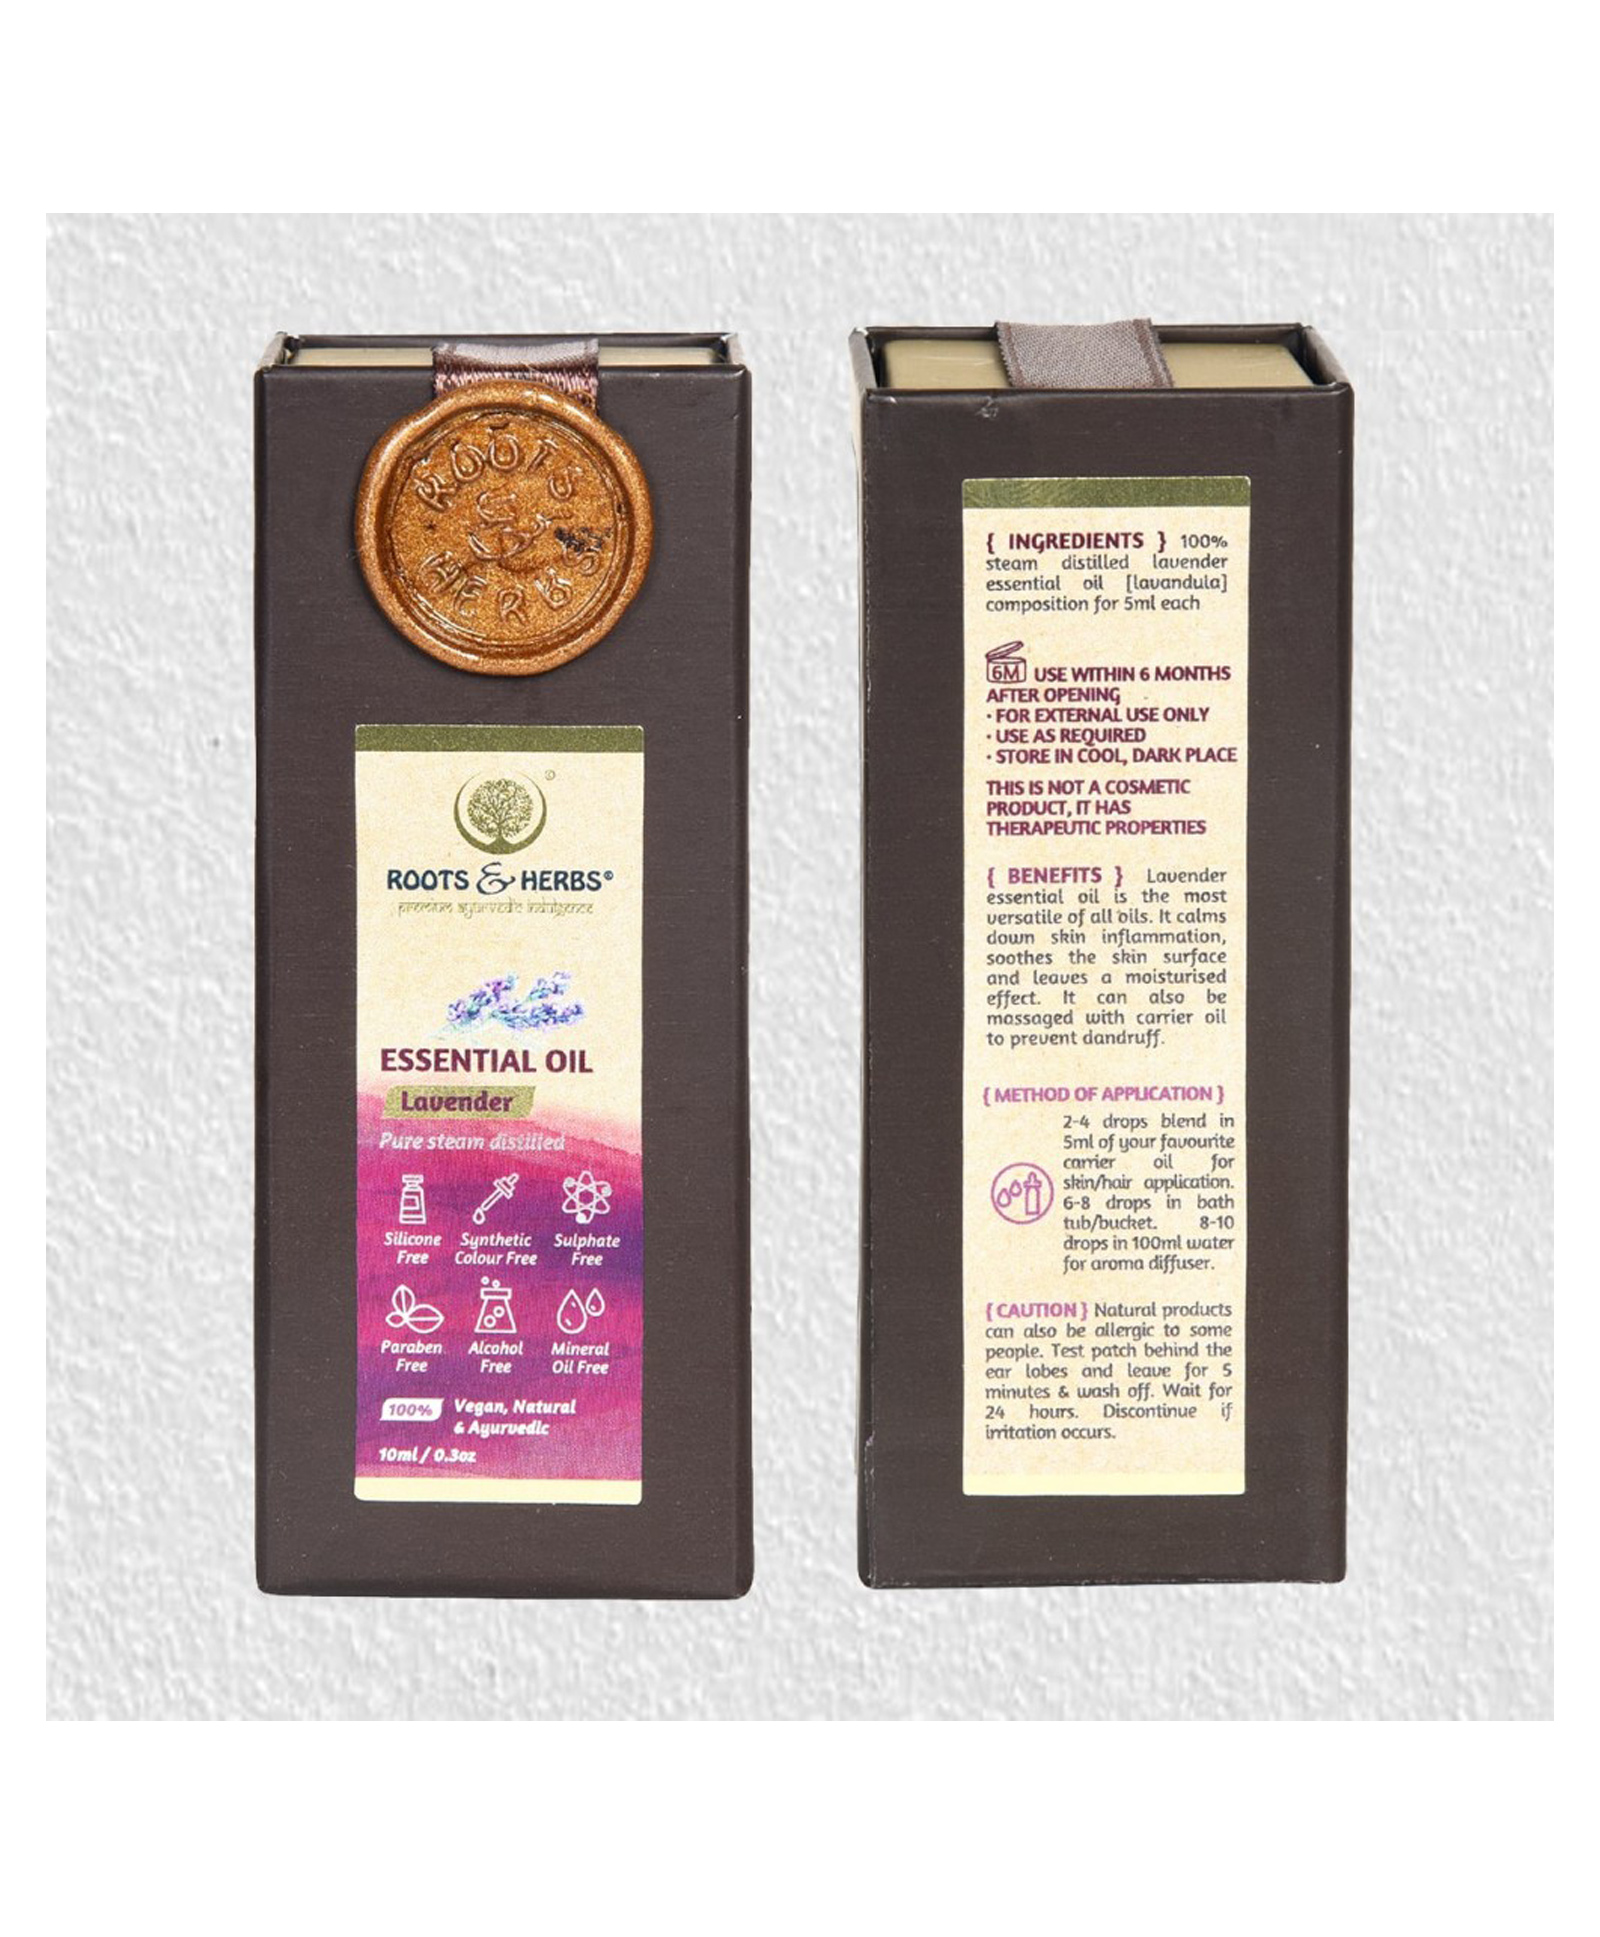 ROOTS
HERBS
ROOTS & HERBS®
premium ayurvedic indulgence
ESSENTIAL OIL
Lavender
Pure steam distilled
Silicone Free
Synthetic Colour Free
Sulphate Free
Paraben Free
Alcohol Free
Mineral Oil Free
100% Vegan, Natural
& Ayurvedic
10ml / 0.3oz
{ INGREDIENTS } 100%
steam distilled lavender
essential oil [lavandula]
composition for 5ml each
6M USE WITHIN 6 MONTHS
AFTER OPENING
• FOR EXTERNAL USE ONLY
• USE AS REQUIRED
• STORE IN COOL, DARK PLACE
THIS IS NOT A COSMETIC
PRODUCT, IT HAS
THERAPEUTIC PROPERTIES
{ BENEFITS } Lavender
essential oil is the most
versatile of all oils. It calms
down skin inflammation,
soothes the skin surface
and leaves a moisturised
effect. It can also be
massaged with carrier oil
to prevent dandruff.
{ METHOD OF APPLICATION }
2-4 drops blend in
5ml of your favourite
carrier oil for
skin/hair application.
6-8 drops in bath
tub/bucket. 8-10
drops in 100ml water
for aroma diffuser.
{ CAUTION } Natural products
can also be allergic to some
people. Test patch behind the
ear lobes and leave for 5
minutes & wash off. Wait for
24 hours. Discontinue if
irritation occurs.